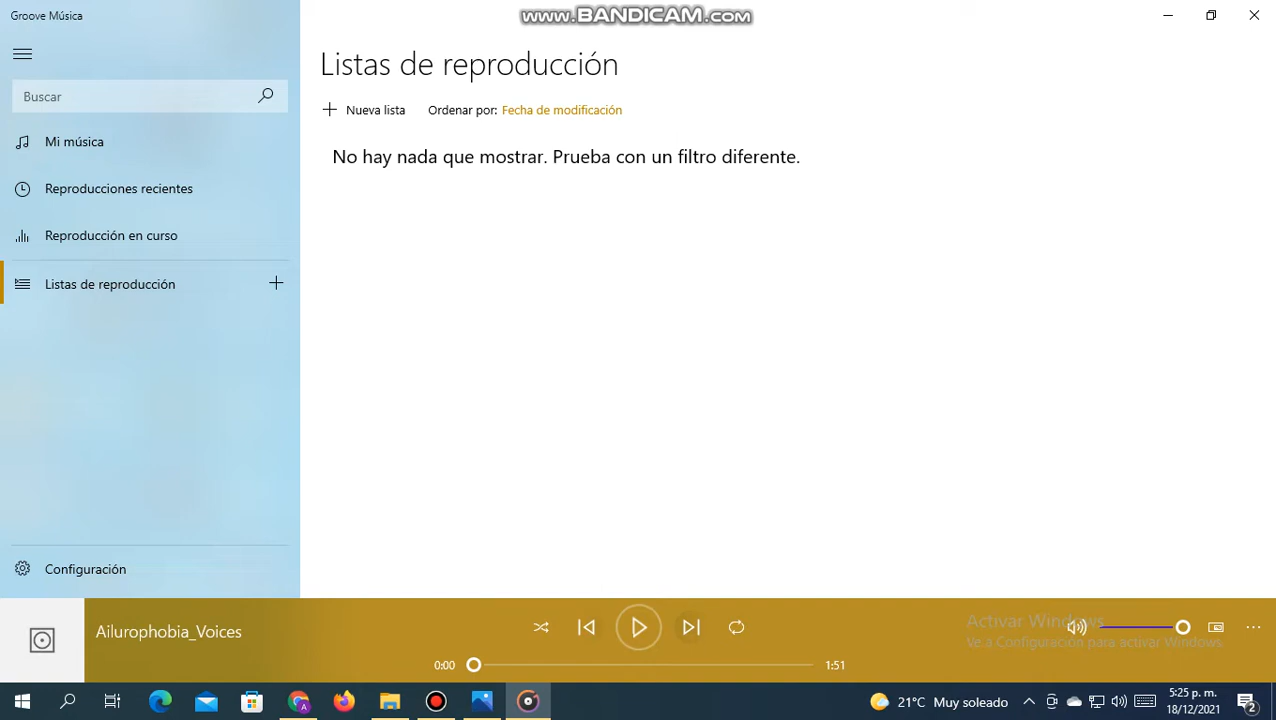 Groove Música
www.BANDICAM.com
Listas de reproducción
Buscar
Nueva lista
Ordenar por: Fecha de modificación
Mi música
No hay nada que mostrar. Prueba con un filtro diferente.
Reproducciones recientes
Reproducción en curso
Listas de reproducción
Configuración
Ailurophobia_Voices
Activar Windows
Ve a Configuración para activar Windows.
0:00
1:51
A
21°C Muy soleado
5:25 p. m.
18/12/2021
2